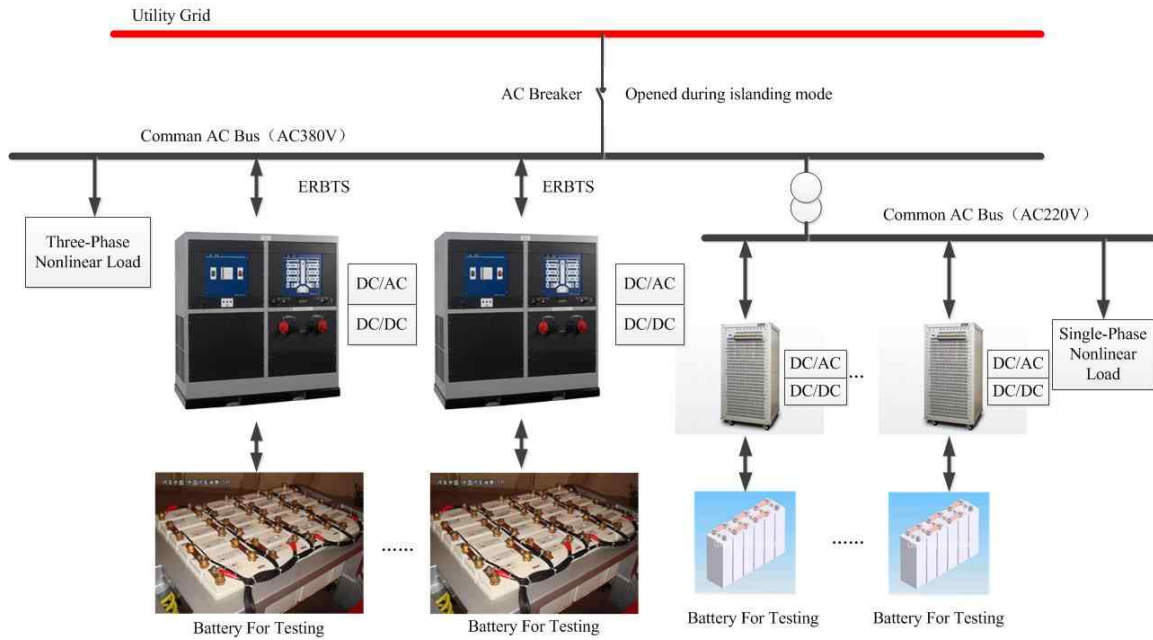 Utility Grid
AC Breaker
Opened during islanding mode
Comman AC Bus（AC380V）
ERBTS
ERBTS
Common AC Bus（AC220V）
Three-Phase
Nonlinear Load
DC/AC
DC/DC
DC/AC
DC/DC
DC/AC
DC/DC
...
DC/AC
DC/DC
Single-Phase
Nonlinear
Load
......
......
Battery For Testing
Battery For Testing
Battery For Testing
Battery For Testing